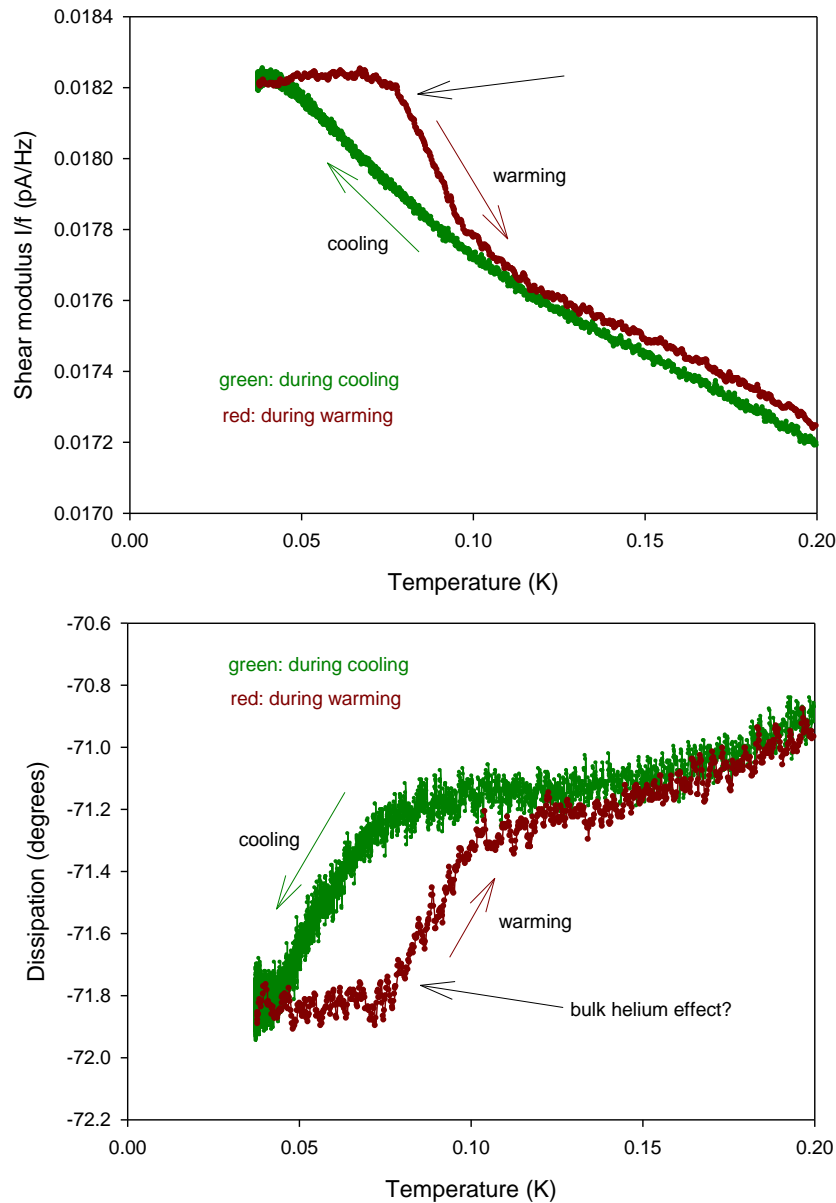 0.0184
0.0182
0.0180
0.0178
0.0176
0.0174
0.0172
0.0170
Shear modulus I/f (pA/Hz)
warming
cooling
green: during cooling
red: during warming
0.00
0.05
0.10
0.15
0.20
Temperature (K)
-70.6
-70.8
-71.0
-71.2
-71.4
-71.6
-71.8
-72.0
-72.2
Dissipation (degrees)
green: during cooling
red: during warming
cooling
warming
bulk helium effect?
0.00
0.05
0.10
0.15
0.20
Temperature (K)